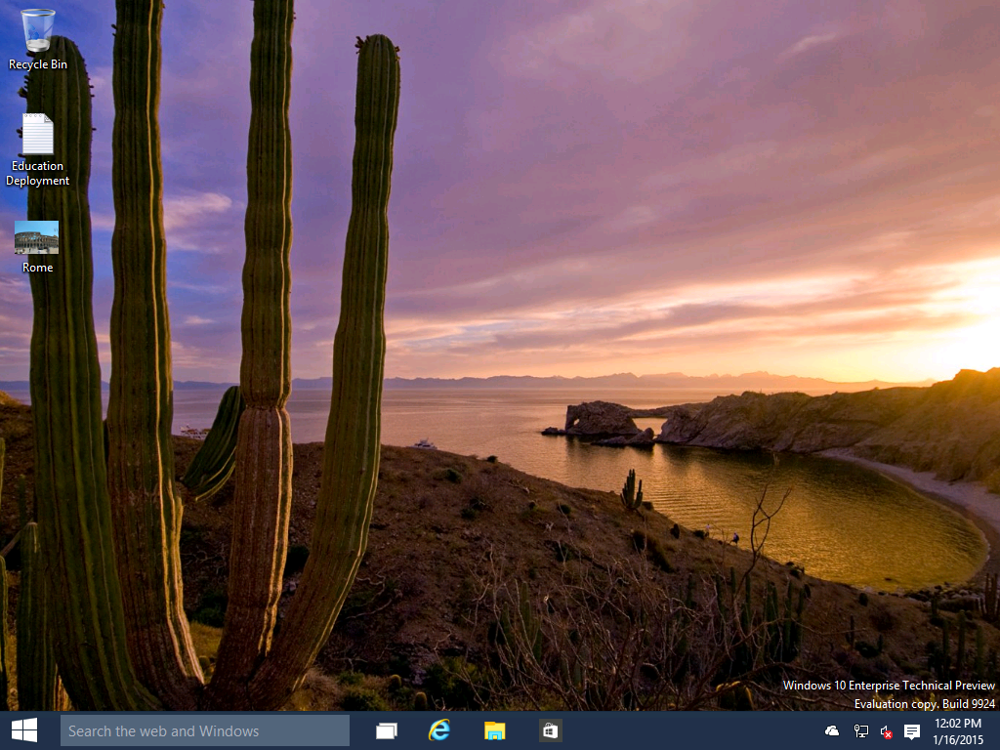 Recycle Bin
Education
Deployment
Rome
Windows 10 Enterprise Technical Preview
Evaluation copy. Build 9924
Search the web and Windows
12:02 PM
1/16/2015